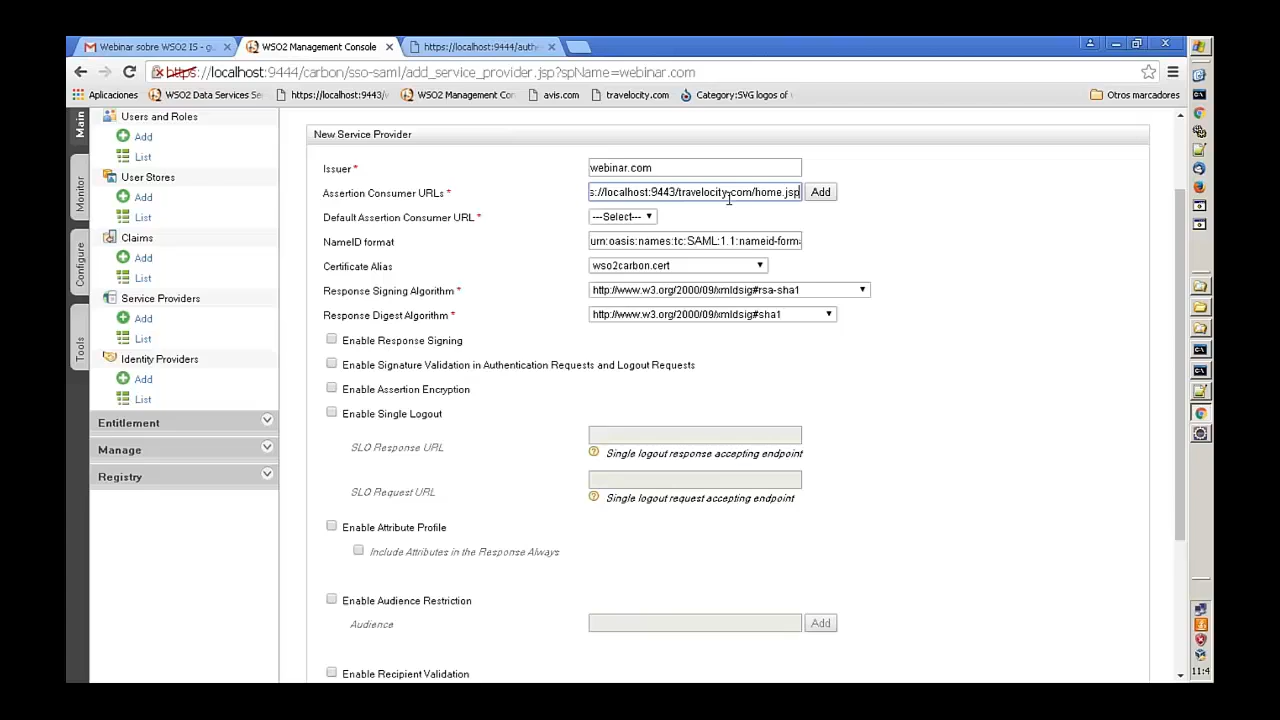 Webinar sobre WSO2 IS - g
WSO2 Management Console
https://localhost:9444/auth
https://localhost:9444/carbon/sso-saml/add_service_provider.jsp?spName=webinar.com
Aplicaciones
WSO2 Data Services Se
https://localhost:9443/
WSO2 Management Co
avis.com
travelocity.com
Category:SVG logos of
Otros marcadores
Main
Monitor
Configure
Tools
Users and Roles
Add
List
User Stores
Add
List
Claims
Add
List
Service Providers
Add
List
Identity Providers
Add
List
Entitlement
Manage
Registry
New Service Provider
Issuer *
webinar.com
Assertion Consumer URLs *
s://localhost:9443/travelocity.com/home.jsp
Add
Default Assertion Consumer URL *
---Select---
NameID format
urn:oasis:names:tc:SAML:1.1:nameid-forma
Certificate Alias
wso2carbon.cert
Response Signing Algorithm *
http://www.w3.org/2000/09/xmldsig#rsa-sha1
Response Digest Algorithm *
http://www.w3.org/2000/09/xmldsig#sha1
Enable Response Signing
Enable Signature Validation in Authentication Requests and Logout Requests
Enable Assertion Encryption
Enable Single Logout
SLO Response URL
Single logout response accepting endpoint
SLO Request URL
Single logout request accepting endpoint
Enable Attribute Profile
Include Attributes in the Response Always
Enable Audience Restriction
Audience
Add
Enable Recipient Validation
11:4